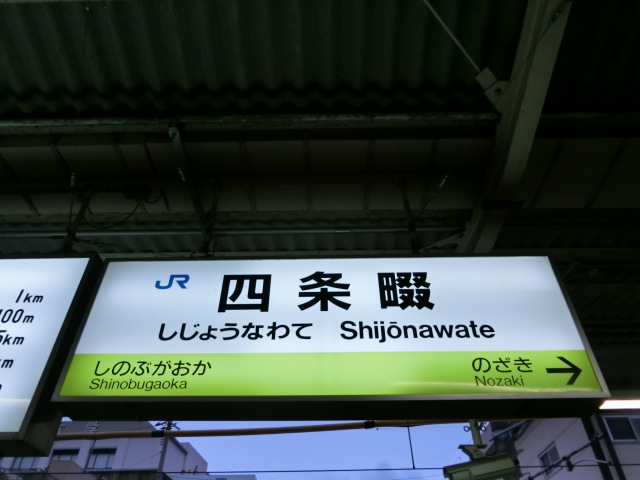 1km
JR 四条畷
しじょうなわて Shijōnawate
しのぶがおか
Shinobugaoka
のざき
Nozaki →